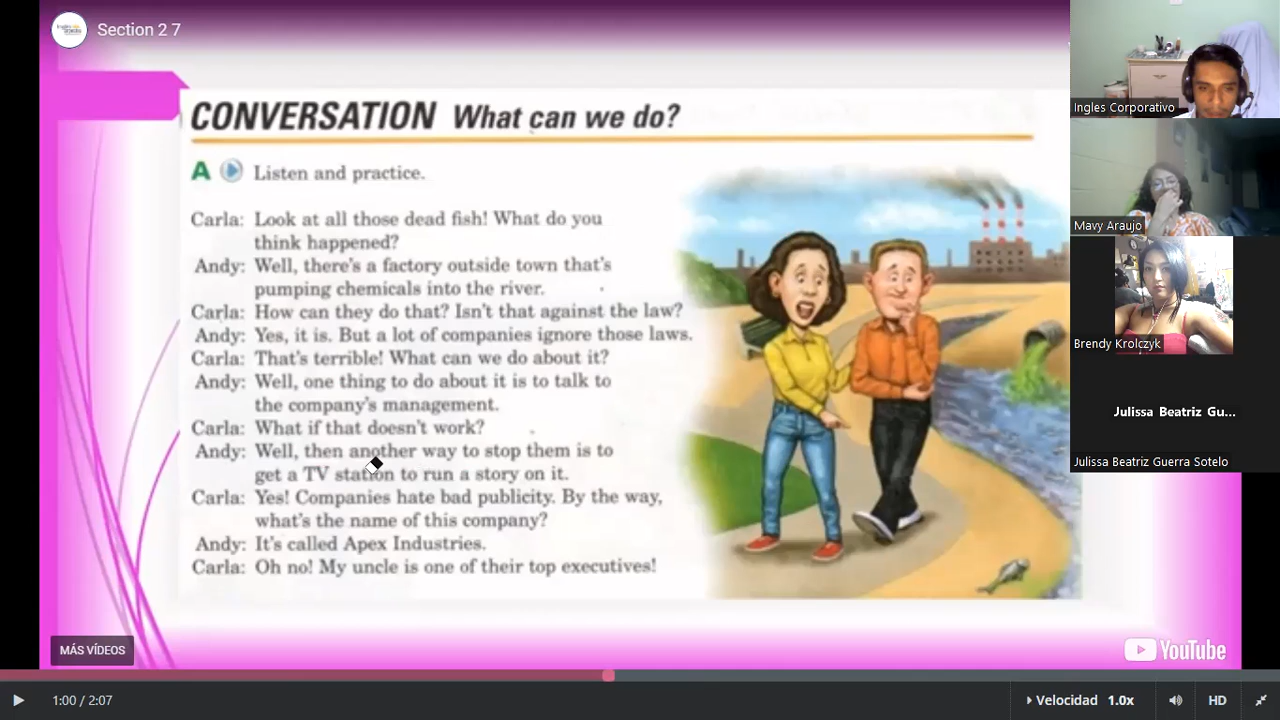 Section 2 7
CONVERSATION What can we do?
A Listen and practice.
Carla: Look at all those dead fish! What do you
think happened?
Andy: Well, there's a factory outside town that's
pumping chemicals into the river.
Carla: How can they do that? Isn't that against the law?
Andy: Yes, it is. But a lot of companies ignore those laws.
Carla: That's terrible! What can we do about it?
Andy: Well, one thing to do about it is to talk to
the company's management.
Carla: What if that doesn't work?
Andy: Well, then another way to stop them is to
get a TV station to run a story on it.
Carla: Yes! Companies hate bad publicity. By the way,
what's the name of this company?
Andy: It's called Apex Industries.
Carla: Oh no! My uncle is one of their top executives!
MÁS VÍDEOS
YouTube
1:00 / 2:07
Velocidad 1.0x
HD
Ingles Corporativo
Mavy Araujo
Brendy Krolczyk
Julissa Beatriz Gu...
Julissa Beatriz Guerra Sotelo